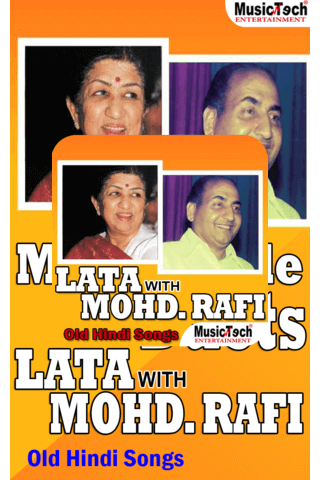 MusicTech
ENTERTAINMENT
LATA WITH
MOHD. RAFI
Old Hindi Songs
MusicTech
ENTERTAINMENT
LATA WITH
MOHD. RAFI
Old Hindi Songs